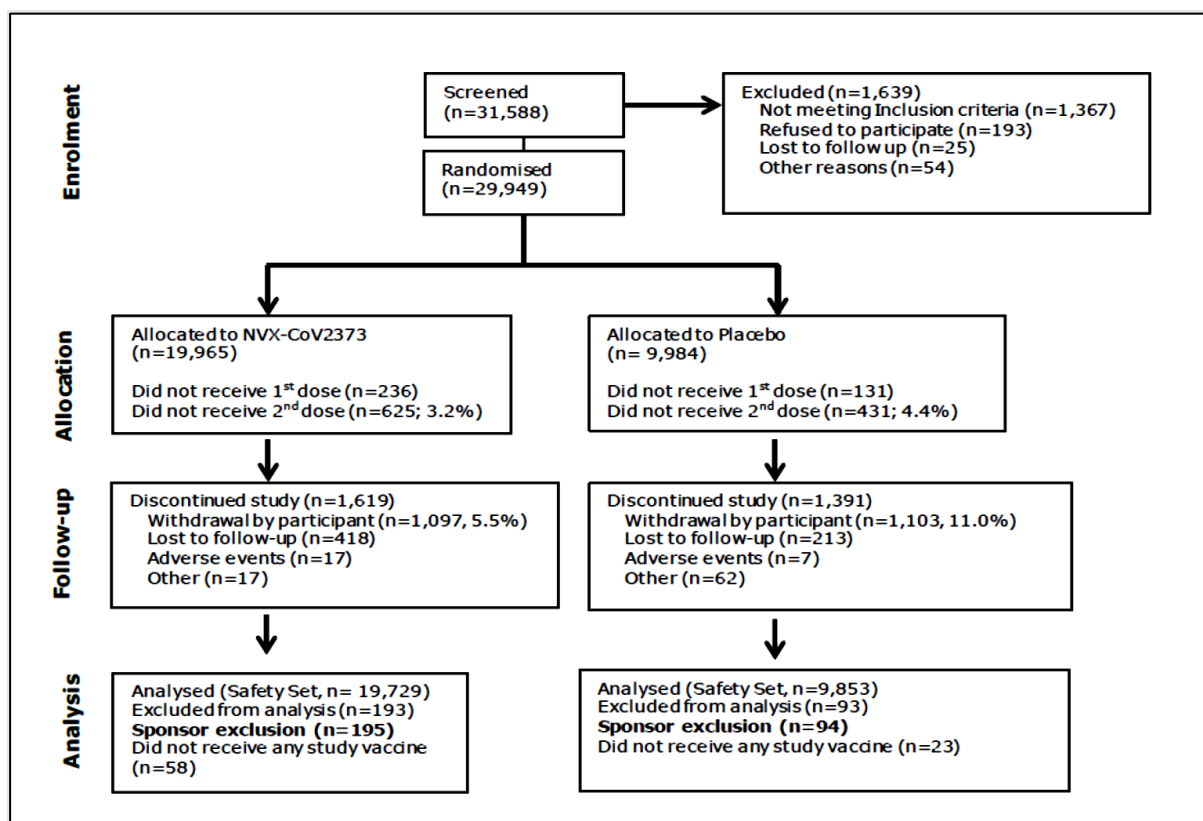 Enrolment
Screened
(n=31,588)
Excluded (n=1,639)
Not meeting Inclusion criteria (n=1,367)
Refused to participate (n=193)
Lost to follow up (n=25)
Other reasons (n=54)
Randomised
(n=29,949)
Allocation
Allocated to NVX-CoV2373
(n=19,965)
Did not receive 1st dose (n=236)
Did not receive 2nd dose (n=625; 3.2%)
Allocated to Placebo
(n= 9,984)
Did not receive 1st dose (n=131)
Did not receive 2nd dose (n=431; 4.4%)
Follow-up
Discontinued study (n=1,619)
Withdrawal by participant (n=1,097, 5.5%)
Lost to follow-up (n=418)
Adverse events (n=17)
Other (n=17)
Discontinued study (n=1,391)
Withdrawal by participant (n=1,103, 11.0%)
Lost to follow-up (n=213)
Adverse events (n=7)
Other (n=62)
Analysis
Analysed (Safety Set, n= 19,729)
Excluded from analysis (n=193)
Sponsor exclusion (n=195)
Did not receive any study vaccine
(n=58)
Analysed (Safety Set, n=9,853)
Excluded from analysis (n=93)
Sponsor exclusion (n=94)
Did not receive any study vaccine (n=23)